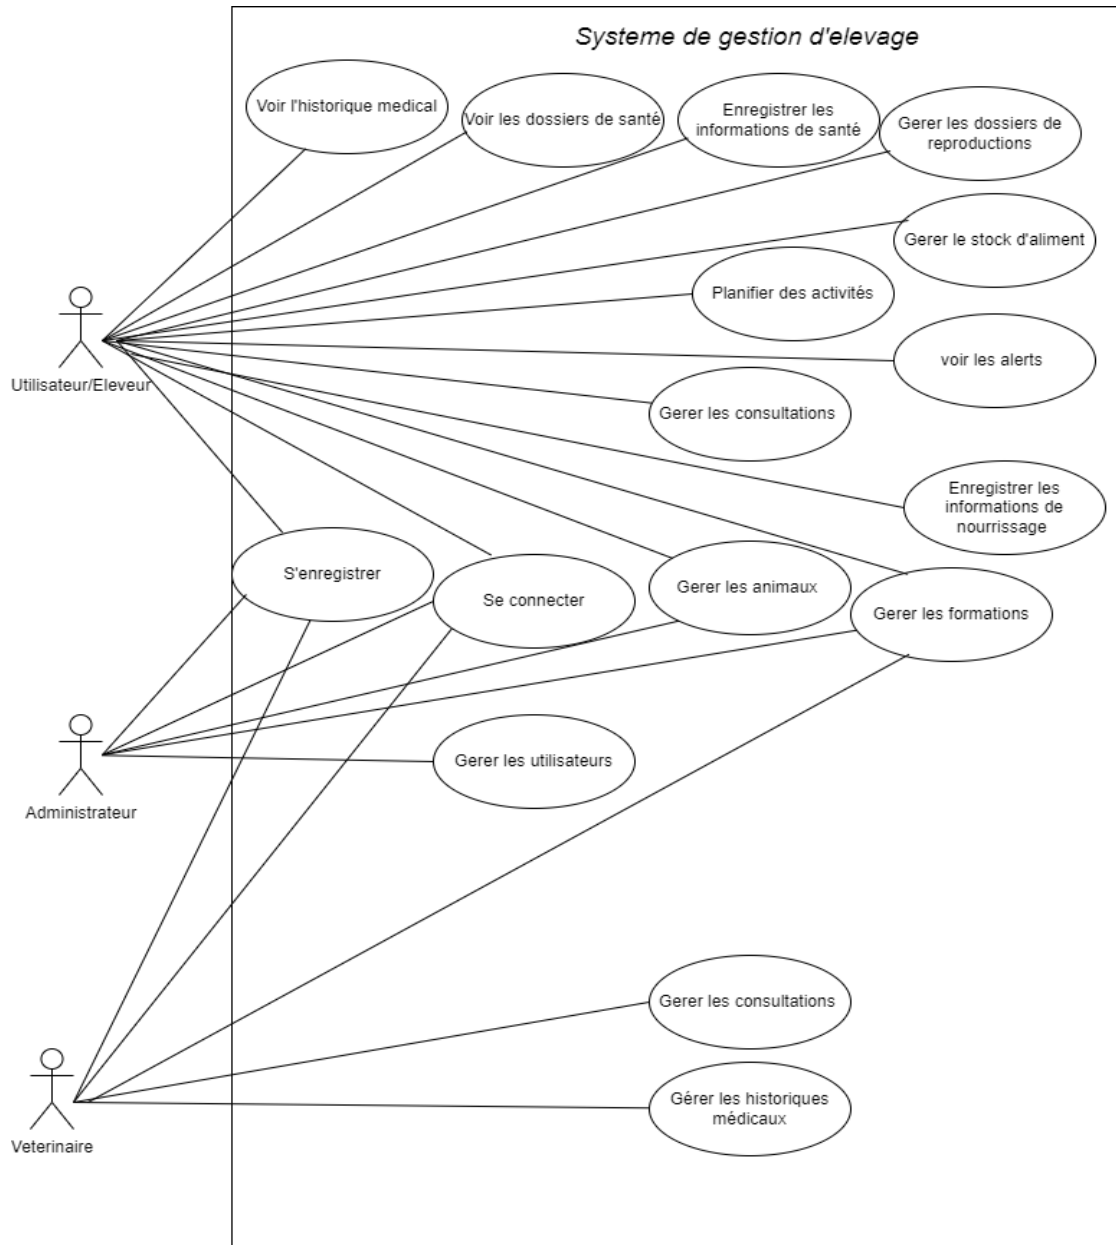 Systeme de gestion d'elevage
Voir l'historique medical
Voir les dossiers de santé
Enregistrer les
informations de santé
Gerer les dossiers de
reproductions
Gerer le stock d'aliment
Planifier des activités
voir les alerts
Utilisateur/Eleveur
Gerer les consultations
Enregistrer les
informations de
nourrissage
S'enregistrer
Se connecter
Gerer les animaux
Gerer les formations
Gerer les utilisateurs
Administrateur
Gerer les consultations
Gérer les historiques
médicaux
Veterinaire